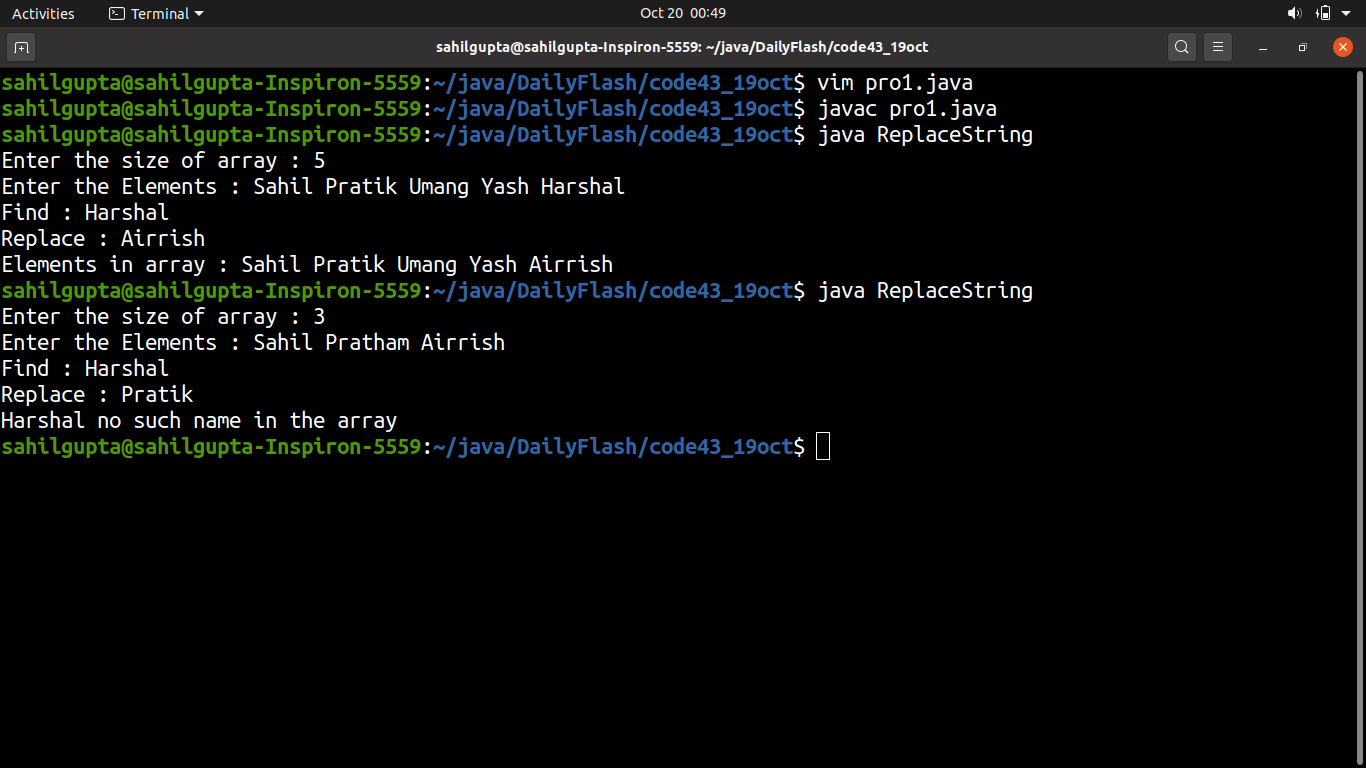 Activities Terminal Oct 20 00:49
sahilgupta@sahilgupta-Inspiron-5559: ~/java/DailyFlash/code43_19oct
sahilgupta@sahilgupta-Inspiron-5559:~/java/DailyFlash/code43_19oct$ vim pro1.java
sahilgupta@sahilgupta-Inspiron-5559:~/java/DailyFlash/code43_19oct$ javac pro1.java
sahilgupta@sahilgupta-Inspiron-5559:~/java/DailyFlash/code43_19oct$ java ReplaceString
Enter the size of array : 5
Enter the Elements : Sahil Pratik Umang Yash Harshal
Find : Harshal
Replace : Airrish
Elements in array : Sahil Pratik Umang Yash Airrish
sahilgupta@sahilgupta-Inspiron-5559:~/java/DailyFlash/code43_19oct$ java ReplaceString
Enter the size of array : 3
Enter the Elements : Sahil Pratham Airrish
Find : Harshal
Replace : Pratik
Harshal no such name in the array
sahilgupta@sahilgupta-Inspiron-5559:~/java/DailyFlash/code43_19oct$